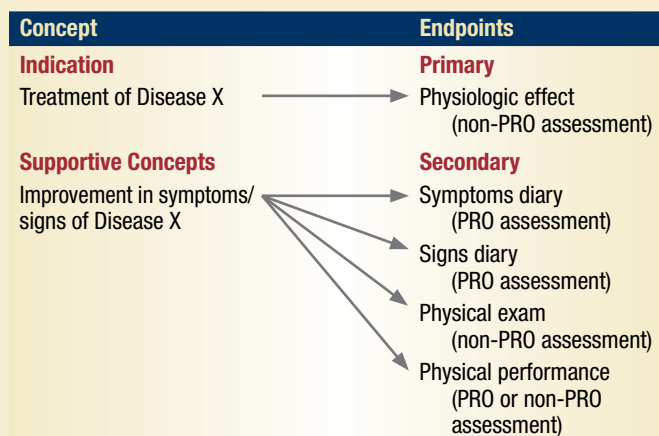 Concept Endpoints
Indication Primary
Treatment of Disease X Physiologic effect
(non-PRO assessment)
Supportive Concepts Secondary
Improvement in symptoms/ Symptoms diary
signs of Disease X (PRO assessment)
Signs diary
(PRO assessment)
Physical exam
(non-PRO assessment)
Physical performance
(PRO or non-PRO
assessment)